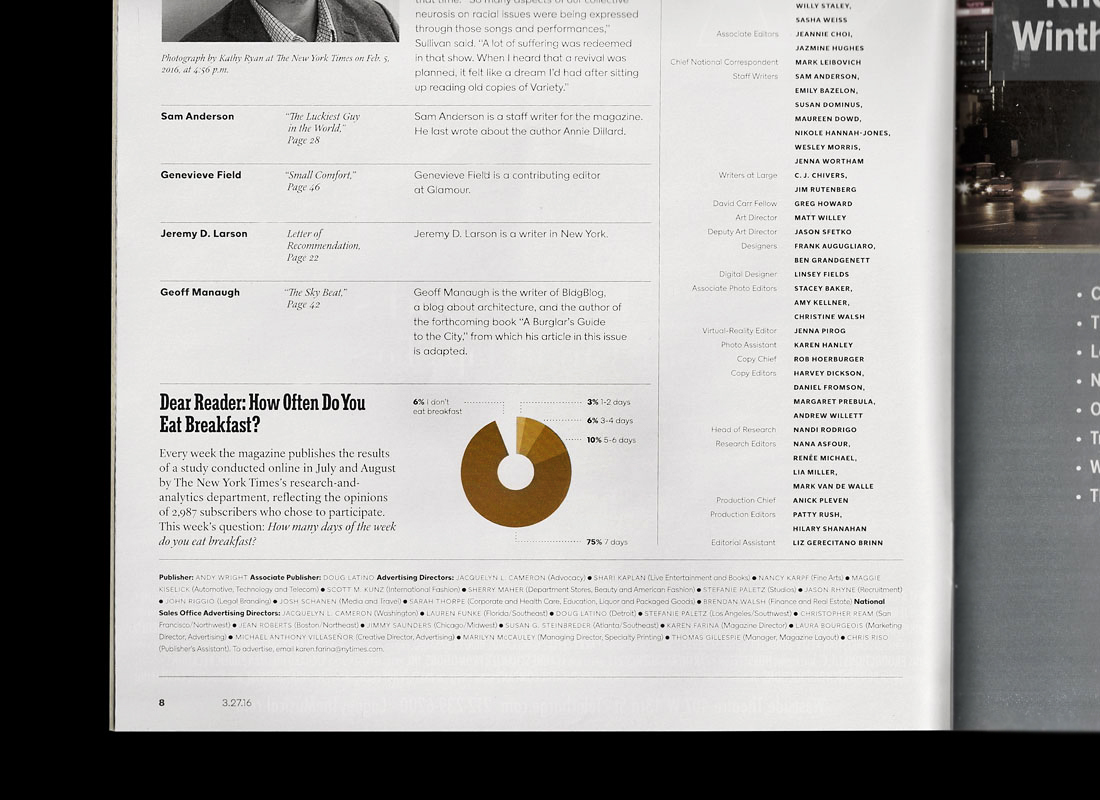 that time. "So many aspects of our collective
neurosis on racial issues were being expressed
through those songs and performances,"
Sullivan said. "A lot of suffering was redeemed
in that show. When I heard that a revival was
planned, it felt like a dream I'd had after sitting
up reading old copies of Variety."
Photograph by Kathy Ryan at The New York Times on Feb. 5,
2016, at 4:56 p.m.
Sam Anderson
"The Luckiest Guy
in the World,"
Page 28
Sam Anderson is a staff writer for the magazine.
He last wrote about the author Annie Dillard.
Genevieve Field
"Small Comfort,"
Page 46
Genevieve Field is a contributing editor
at Glamour.
Jeremy D. Larson
Letter of
Recommendation,
Page 22
Jeremy D. Larson is a writer in New York.
Geoff Manaugh
"The Sky Beat,"
Page 42
Geoff Manaugh is the writer of BldgBlog,
a blog about architecture, and the author of
the forthcoming book "A Burglar's Guide
to the City," from which his article in this issue
is adapted.
Dear Reader: How Often Do You
Eat Breakfast?
Every week the magazine publishes the results
of a study conducted online in July and August
by The New York Times's research-and-
analytics department, reflecting the opinions
of 2,987 subscribers who chose to participate.
This week's question: How many days of the week
do you eat breakfast?
6% I don't
eat breakfast
3% 1-2 days
6% 3-4 days
10% 5-6 days
75% 7 days
WILLY STALEY,
SASHA WEISS
Associate Editors JEANNIE CHOI,
JAZMINE HUGHES
Chief National Correspondent MARK LEIBOVICH
Staff Writers SAM ANDERSON,
EMILY BAZELON,
SUSAN DOMINUS,
MAUREEN DOWD,
NIKOLE HANNAH-JONES,
WESLEY MORRIS,
JENNA WORTHAM
Writers at Large C. J. CHIVERS,
JIM RUTENBERG
David Carr Fellow GREG HOWARD
Art Director MATT WILLEY
Deputy Art Director JASON SFETKO
Designers FRANK AUGUGLIARO,
BEN GRANDGENETT
Digital Designer LINSEY FIELDS
Associate Photo Editors STACEY BAKER,
AMY KELLNER,
CHRISTINE WALSH
Virtual-Reality Editor JENNA PIROG
Photo Assistant KAREN HANLEY
Copy Chief ROB HOERBURGER
Copy Editors HARVEY DICKSON,
DANIEL FROMSON,
MARGARET PREBULA,
ANDREW WILLETT
Head of Research NANDI RODRIGO
Research Editors NANA ASFOUR,
RENÉE MICHAEL,
LIA MILLER,
MARK VAN DE WALLE
Production Chief ANICK PLEVEN
Production Editors PATTY RUSH,
HILARY SHANAHAN
Editorial Assistant LIZ GERECITANO BRINN
Publisher: ANDY WRIGHT Associate Publisher: DOUG LATINO Advertising Directors: JACQUELYN L. CAMERON (Advocacy) ● SHARI KAPLAN (Live Entertainment and Books) ● NANCY KARPF (Fine Arts) ● MAGGIE
KISELICK (Automotive, Technology and Telecom) ● SCOTT M. KUNZ (International Fashion) ● SHERRY MAHER (Department Stores, Beauty and American Fashion) ● STEFANIE PALETZ (Studios) ● JASON RHYNE (Recruitment)
● JOHN RIGGIO (Legal Branding) ● JOSH SCHANEN (Media and Travel) ● SARAH THORPE (Corporate and Health Care, Education, Liquor and Packaged Goods) ● BRENDAN WALSH (Finance and Real Estate) National
Sales Office Advertising Directors: JACQUELYN L. CAMERON (Washington) ● LAUREN FUNKE (Florida/Southeast) ● DOUG LATINO (Detroit) ● STEFANIE PALETZ (Los Angeles/Southwest) ● CHRISTOPHER REAM (San
Francisco/Northwest) ● JEAN ROBERTS (Boston/Northeast) ● JIMMY SAUNDERS (Chicago/Midwest) ● SUSAN G. STEINBREDER (Atlanta/Southeast) ● KAREN FARINA (Magazine Director) ● LAURA BOURGEOIS (Marketing
Director, Advertising) ● MICHAEL ANTHONY VILLASEÑOR (Creative Director, Advertising) ● MARILYN McCAULEY (Managing Director, Specialty Printing) ● THOMAS GILLESPIE (Manager, Magazine Layout) ● CHRIS RISO
(Publisher's Assistant). To advertise, email karen.farina@nytimes.com.
8 3.27.16
Winth